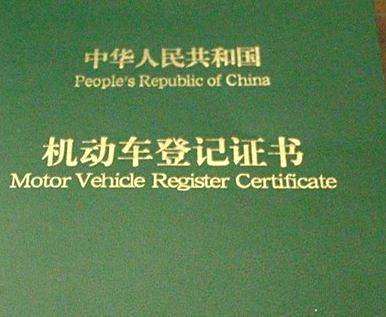 中华人民共和国
People's Republic of China
机动车登记证书
Motor Vehicle Register Certificate